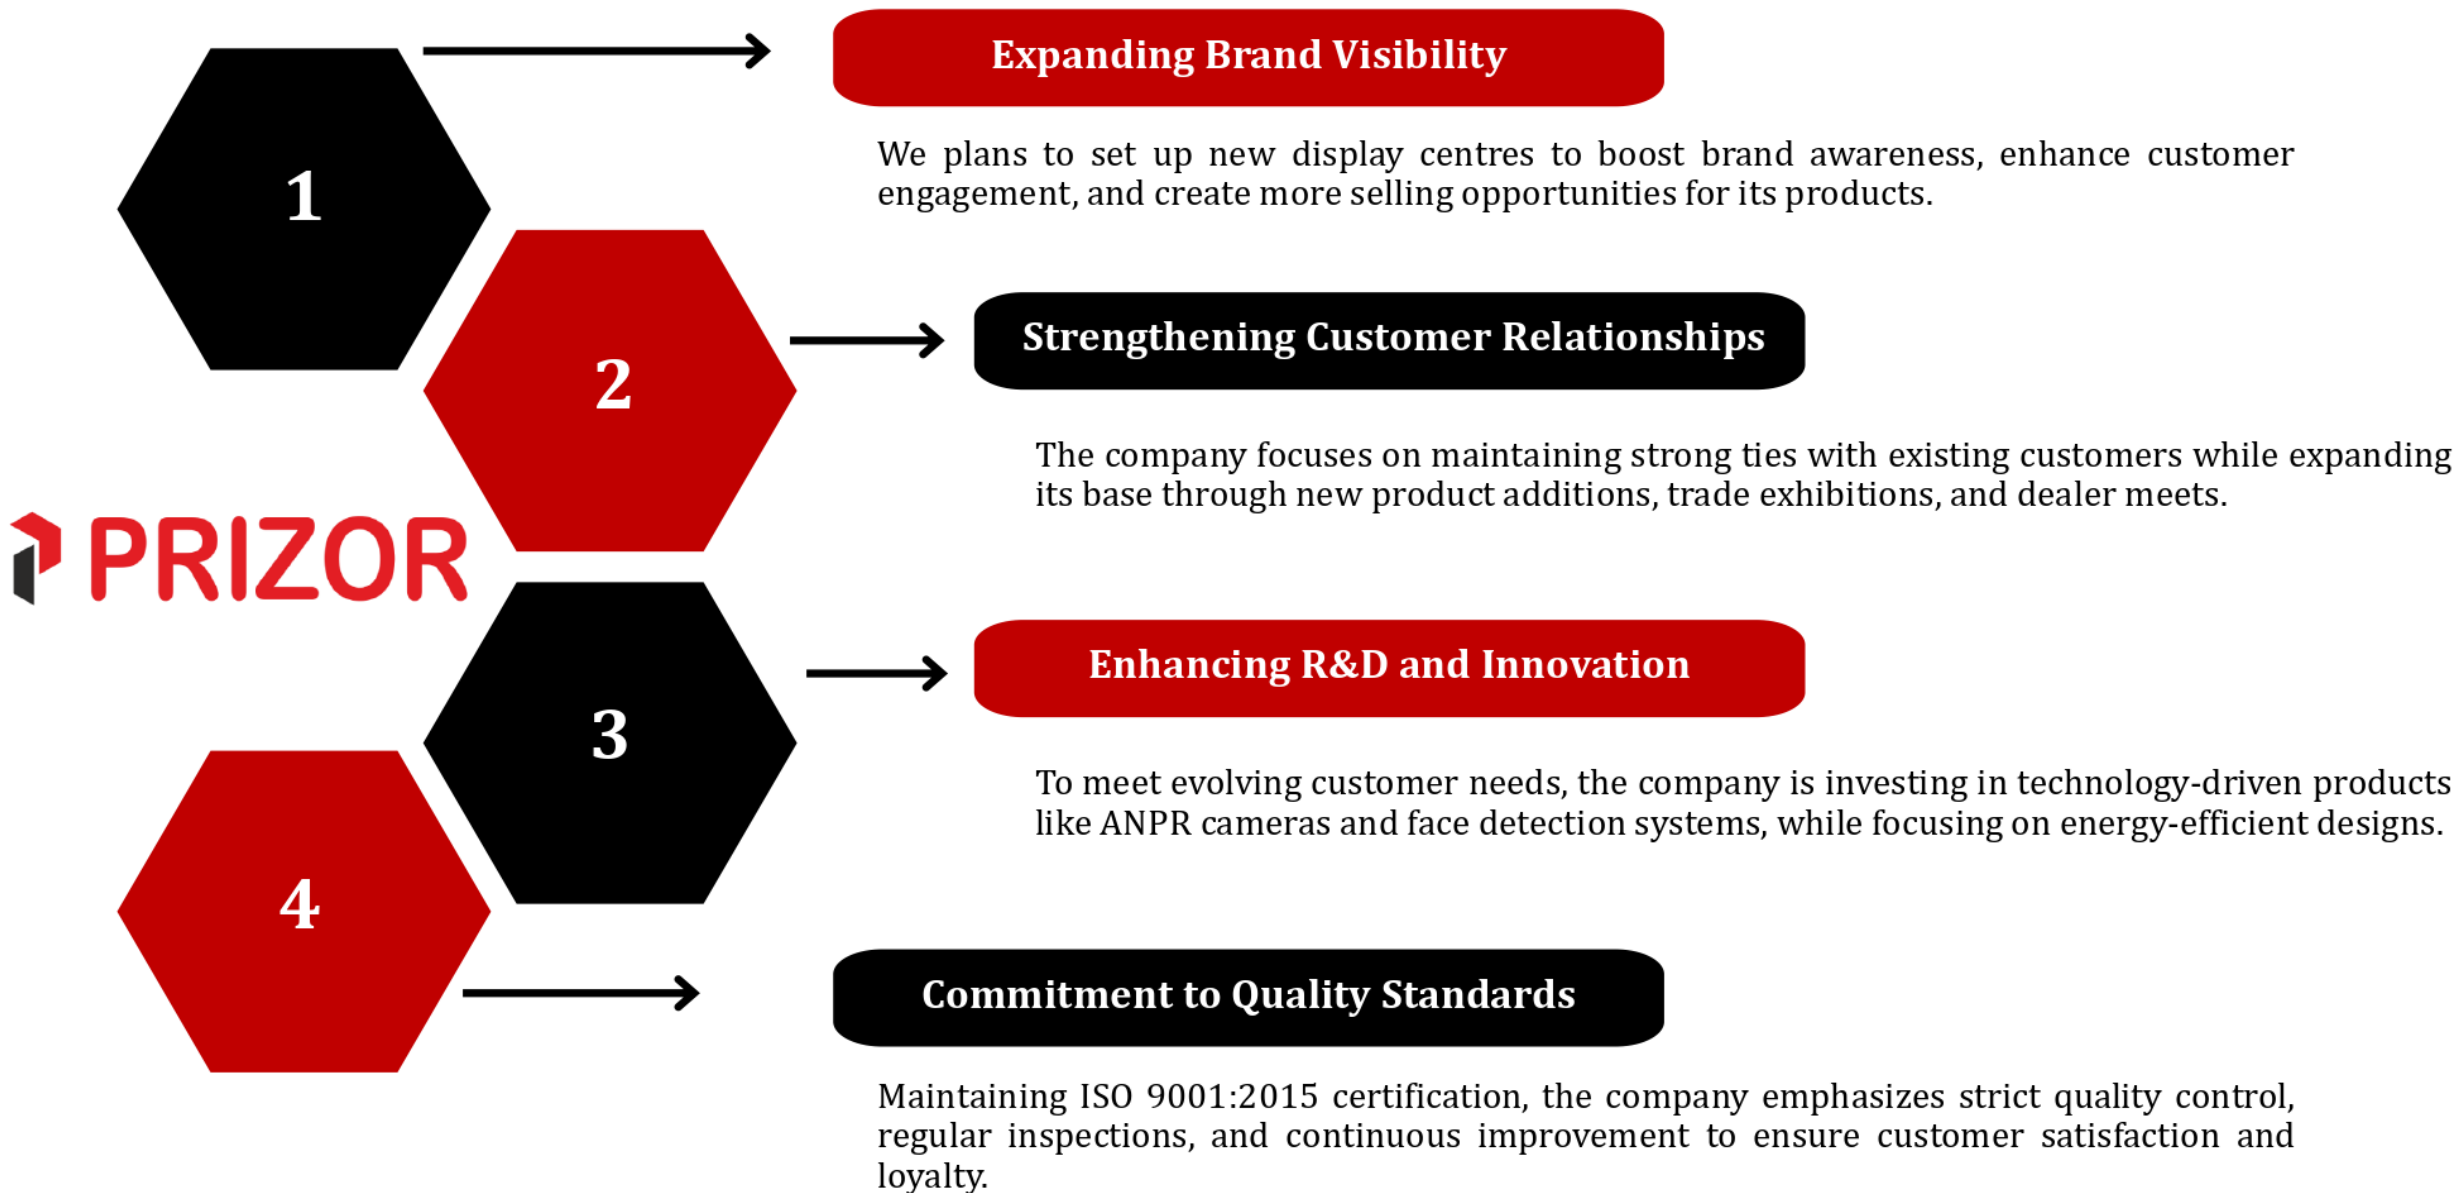 1
Expanding Brand Visibility
We plans to set up new display centres to boost brand awareness, enhance customer
engagement, and create more selling opportunities for its products.
2
Strengthening Customer Relationships
The company focuses on maintaining strong ties with existing customers while expanding
its base through new product additions, trade exhibitions, and dealer meets.
PRIZOR
3
Enhancing R&D and Innovation
To meet evolving customer needs, the company is investing in technology-driven products
like ANPR cameras and face detection systems, while focusing on energy-efficient designs.
4
Commitment to Quality Standards
Maintaining ISO 9001:2015 certification, the company emphasizes strict quality control,
regular inspections, and continuous improvement to ensure customer satisfaction and
loyalty.